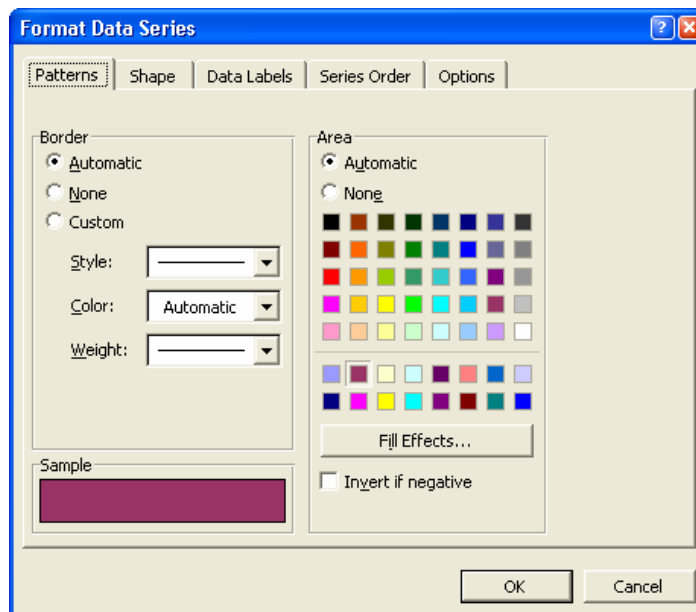 Format Data Series
?
Patterns Shape Data Labels Series Order Options
Border
Automatic
None
Custom
Style:
Color: Automatic
Weight:
Sample
Area
Automatic
None
Fill Effects...
Invert if negative
OK Cancel